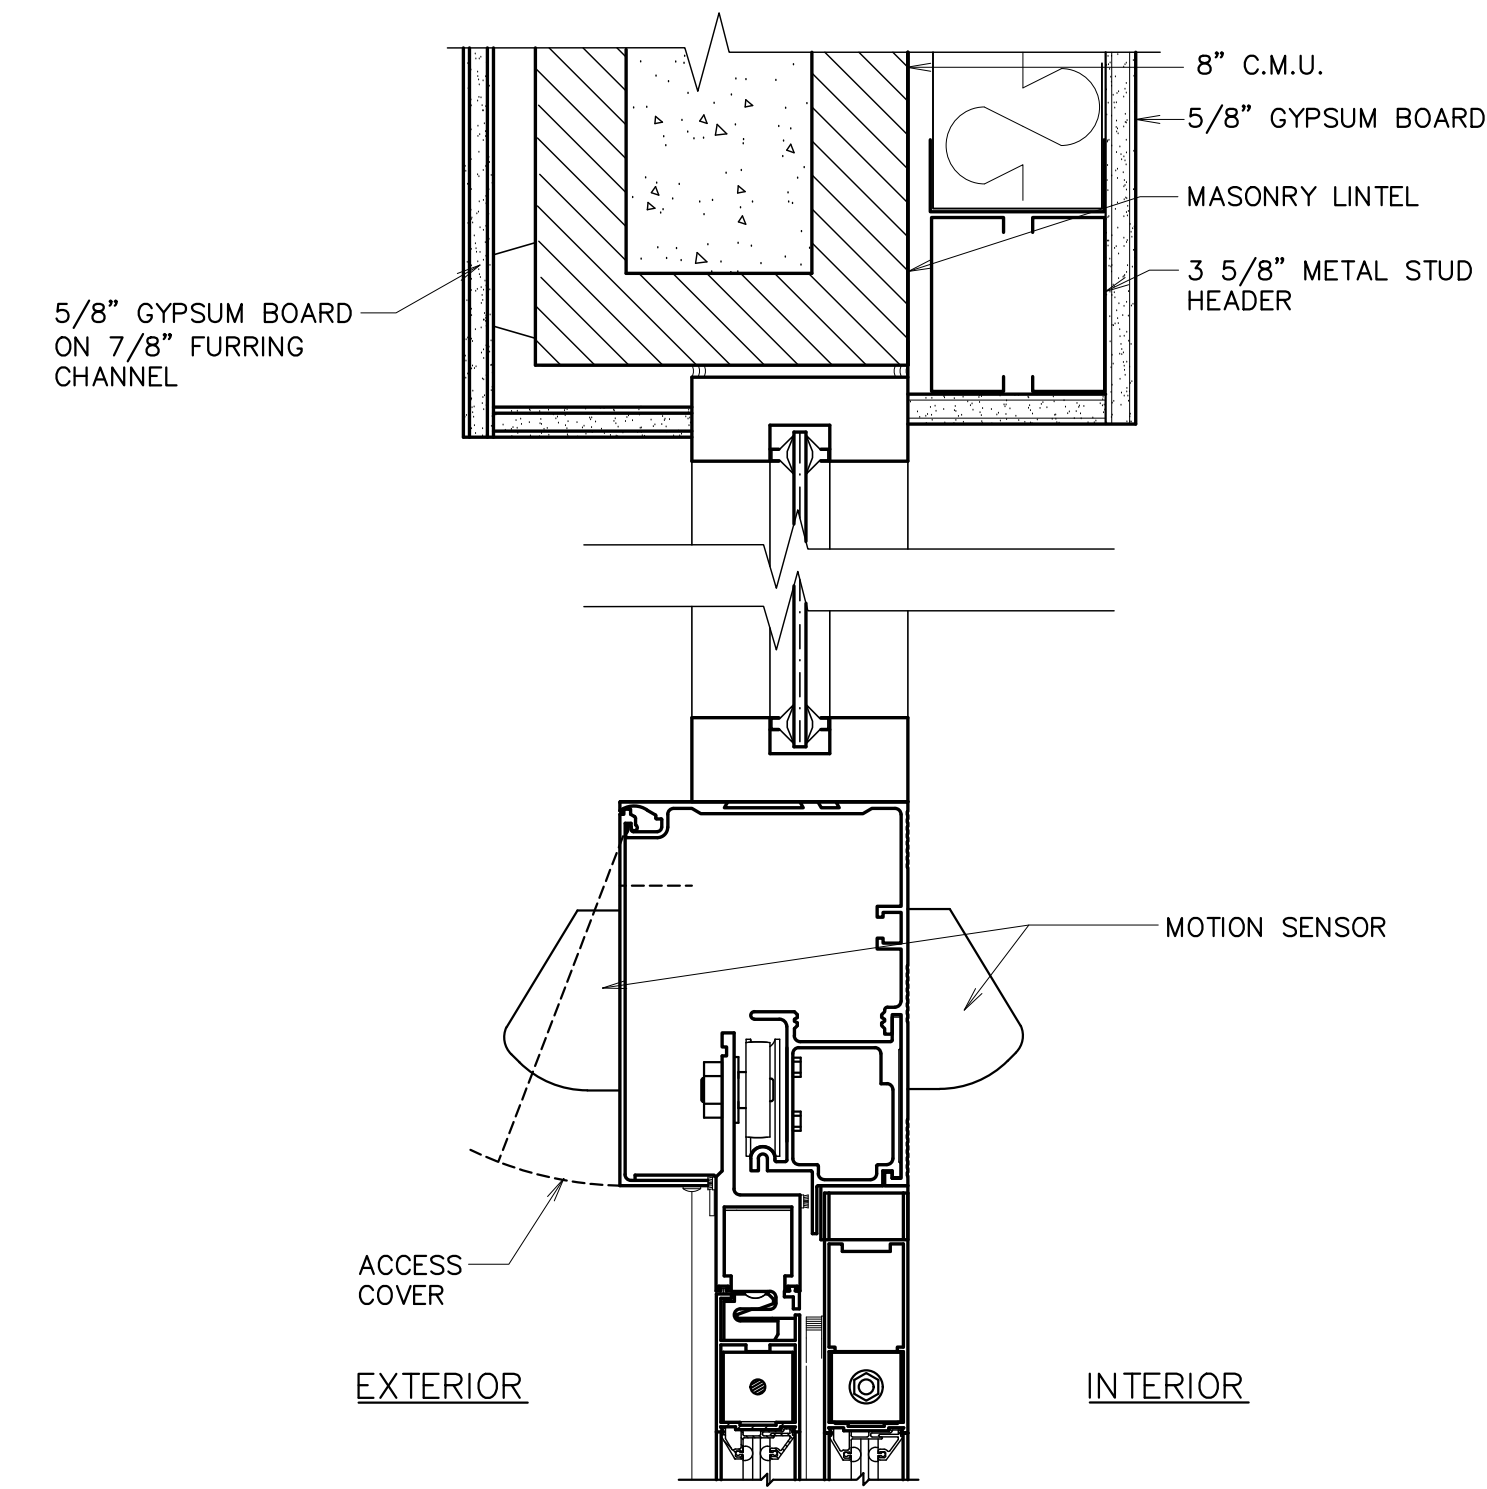 8” C.M.U.
5/8” GYPSUM BOARD
MASONRY LINTEL
3 5/8” METAL STUD
HEADER
5/8” GYPSUM BOARD
ON 7/8” FURRING
CHANNEL
MOTION SENSOR
ACCESS
COVER
EXTERIOR
INTERIOR